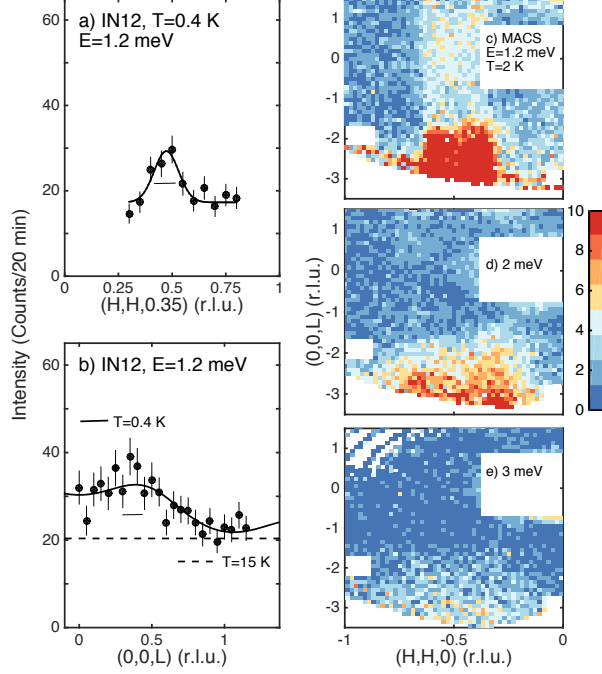 a) IN12, T=0.4 K
E=1.2 meV
60
40
20
0
0
0.25
0.5
0.75
1
(H,H,0.35) (r.l.u.)
Intensity (Counts/20 min)
b) IN12, E=1.2 meV
T=0.4 K
T=15 K
60
40
20
0
0
0.5
1
(0,0,L) (r.l.u.)
c) MACS
E=1.2 meV
T=2 K
1
0
-1
-2
-3
d) 2 meV
1
0
-1
-2
-3
(0,0,L) (r.l.u.)
10
8
6
4
2
0
e) 3 meV
1
0
-1
-2
-3
-1
-0.5
0
(H,H,0) (r.l.u.)